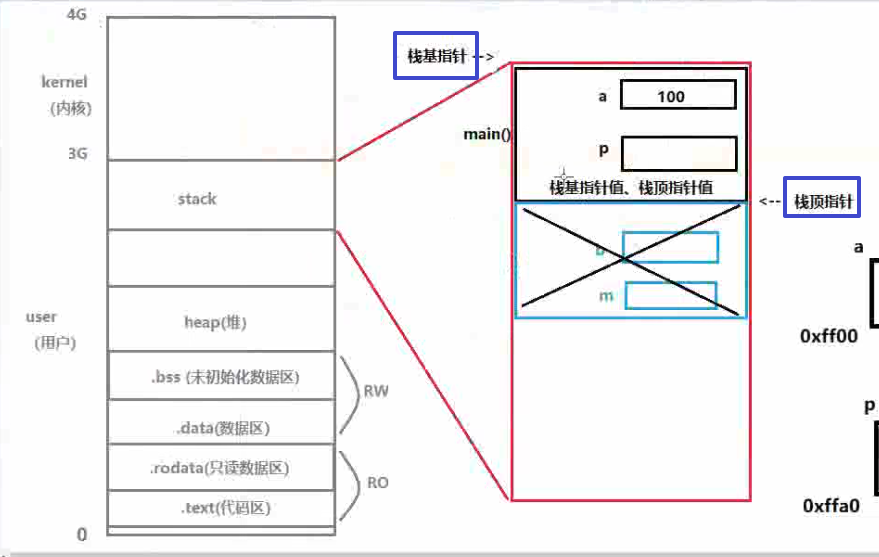 4G
kernel
(内核)
3G
stack
user
(用户)
heap(堆)
.bss (未初始化数据区)
RW
.data(数据区)
.rodata(只读数据区)
RO
.text(代码区)
0
栈基指针 -->
main()
a
100
p
栈基指针值、栈顶指针值
<-- 栈顶指针
b
m
a
0xff00
p
0xffa0